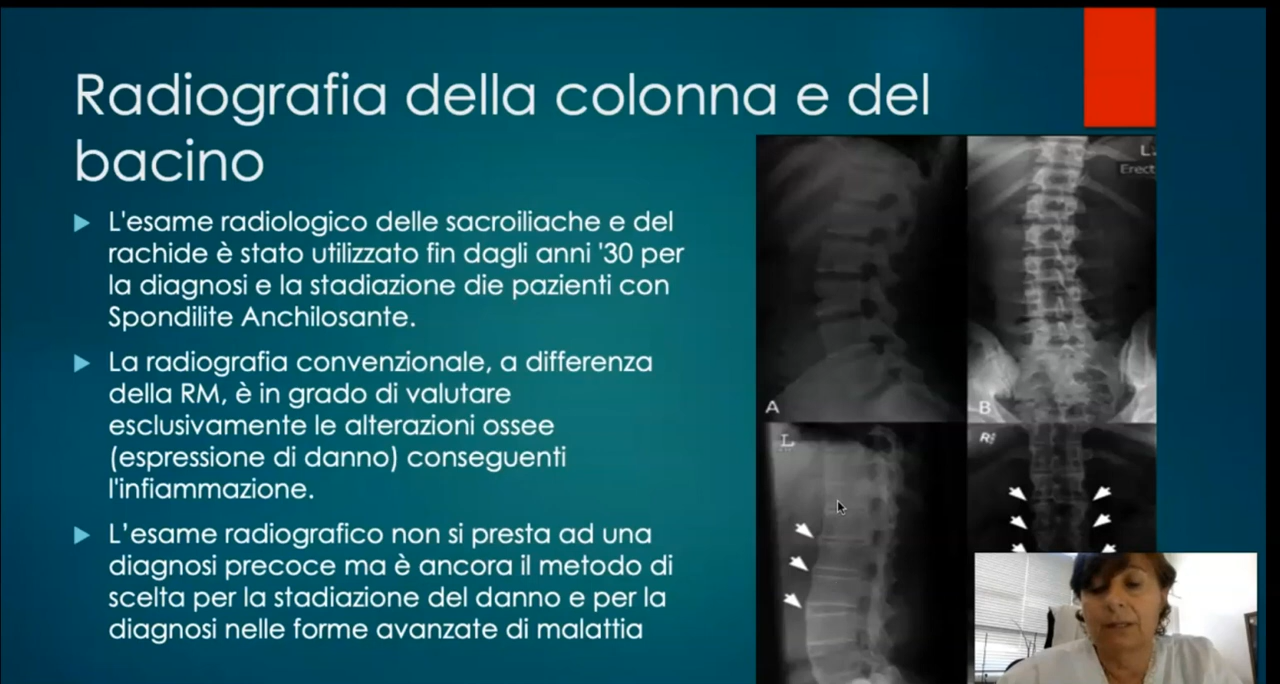 Radiografia della colonna e del
bacino
L'esame radiologico delle sacroiliache e del
rachide è stato utilizzato fin dagli anni '30 per
la diagnosi e la stadiazione die pazienti con
Spondilite Anchilosante.
La radiografia convenzionale, a differenza
della RM, è in grado di valutare
esclusivamente le alterazioni ossee
(espressione di danno) conseguenti
l'infiammazione.
L’esame radiografico non si presta ad una
diagnosi precoce ma è ancora il metodo di
scelta per la stadiazione del danno e per la
diagnosi nelle forme avanzate di malattia
L
Erect
A
B
L